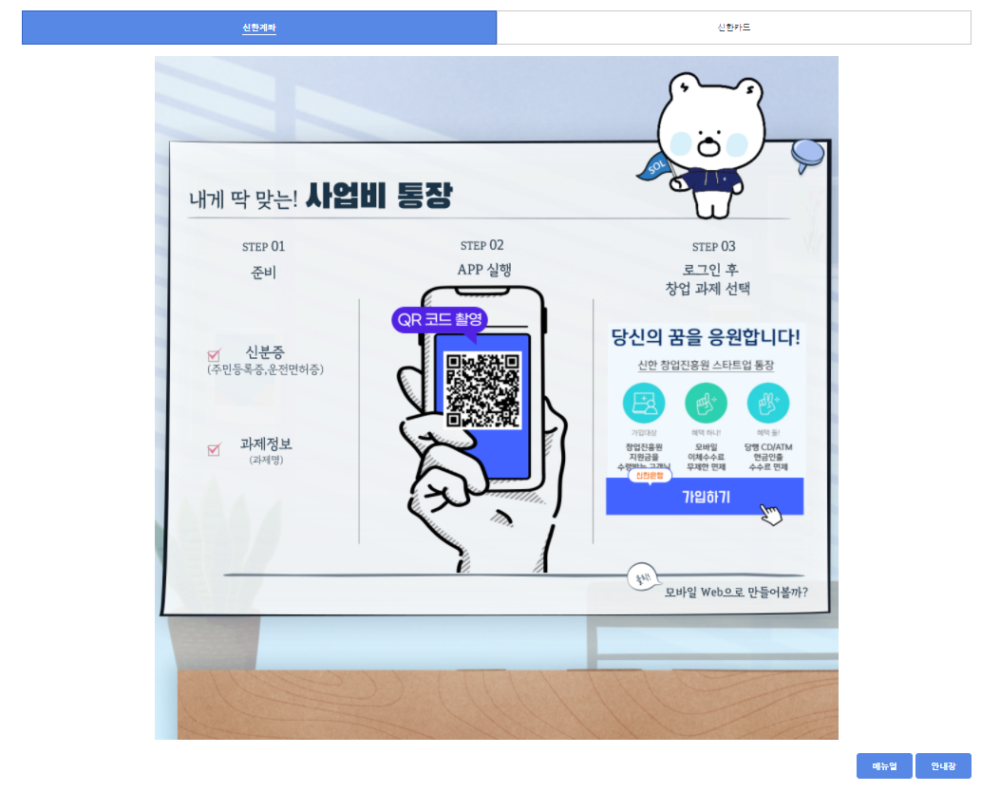 신한계좌
신한카드
SOL
내게 딱 맞는! 사업비 통장
STEP 01
준비
신분증
(주민등록증,운전면허증)
과제정보
(과제명)
STEP 02
APP 실행
QR 코드 촬영
STEP 03
로그인 후
창업 과제 선택
당신의 꿈을 응원합니다!
신한 창업진흥원 스타트업 통장
가입대상
창업진흥원
지원금을
수령받는 고객님
혜택 하나!
모바일
이체수수료
무제한 면제
혜택 둘!
당행 CD/ATM
현금인출
수수료 면제
신한은행
가입하기
클릭!
모바일 Web으로 만들어볼까?
메뉴얼
안내장